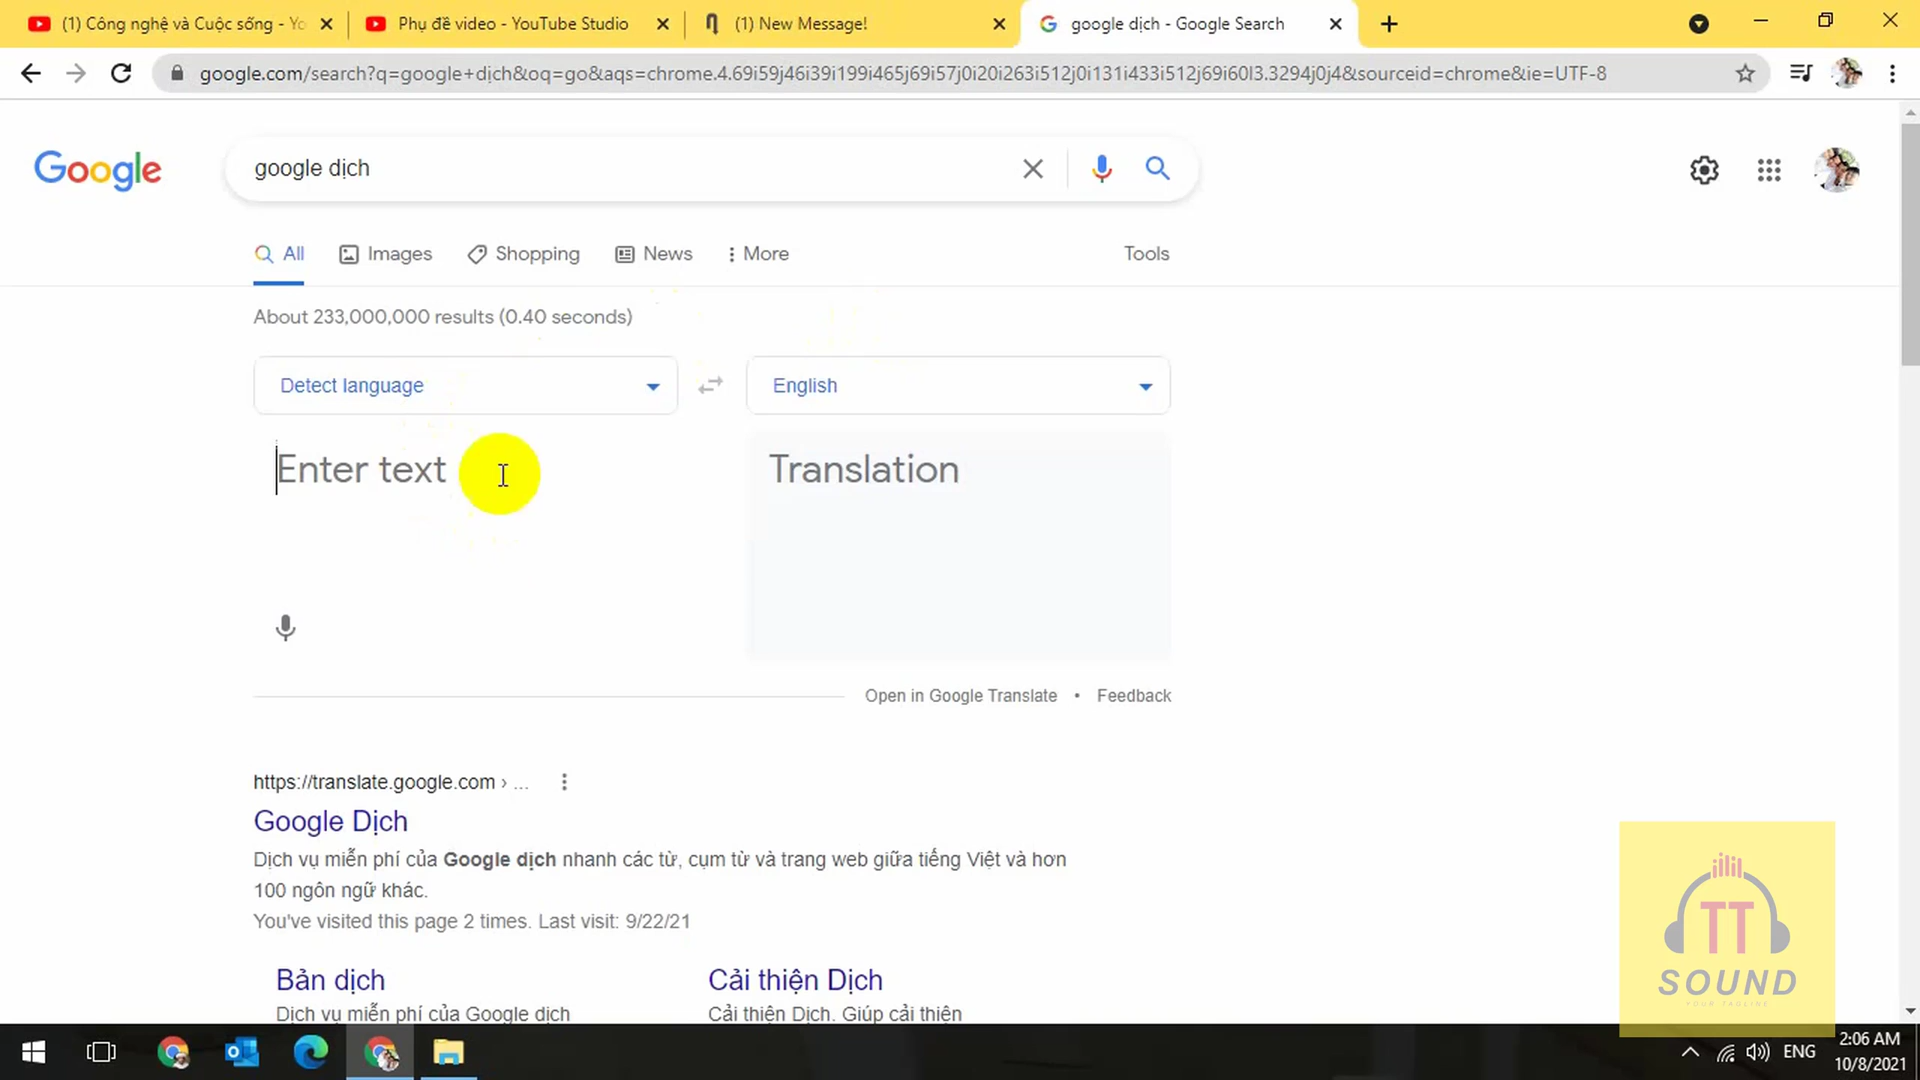 (1) Công nghệ và Cuộc sống - Yo
Phụ đề video - YouTube Studio
(1) New Message!
google dịch - Google Search
google.com/search?q=google+dịch&oq=go&aqs=chrome.4.69i59j46i39i199i465j69i57j0i20i263i512j0i131i433i512j69i60l3.3294j0j4&sourceid=chrome&ie=UTF-8
Google
google dịch
All
Images
Shopping
News
More
Tools
About 233,000,000 results (0.40 seconds)
Detect language
English
Enter text
Translation
Open in Google Translate • Feedback
https://translate.google.com › ...
Google Dịch
Dịch vụ miễn phí của Google dịch nhanh các từ, cụm từ và trang web giữa tiếng Việt và hơn
100 ngôn ngữ khác.
You've visited this page 2 times. Last visit: 9/22/21
Bản dịch
Cải thiện Dịch
Dịch vụ miễn phí của Google dịch
Cải thiện Dịch. Giúp cải thiện
TT
SOUND
YOUR TAGLINE
ENG
2:06 AM
10/8/2021